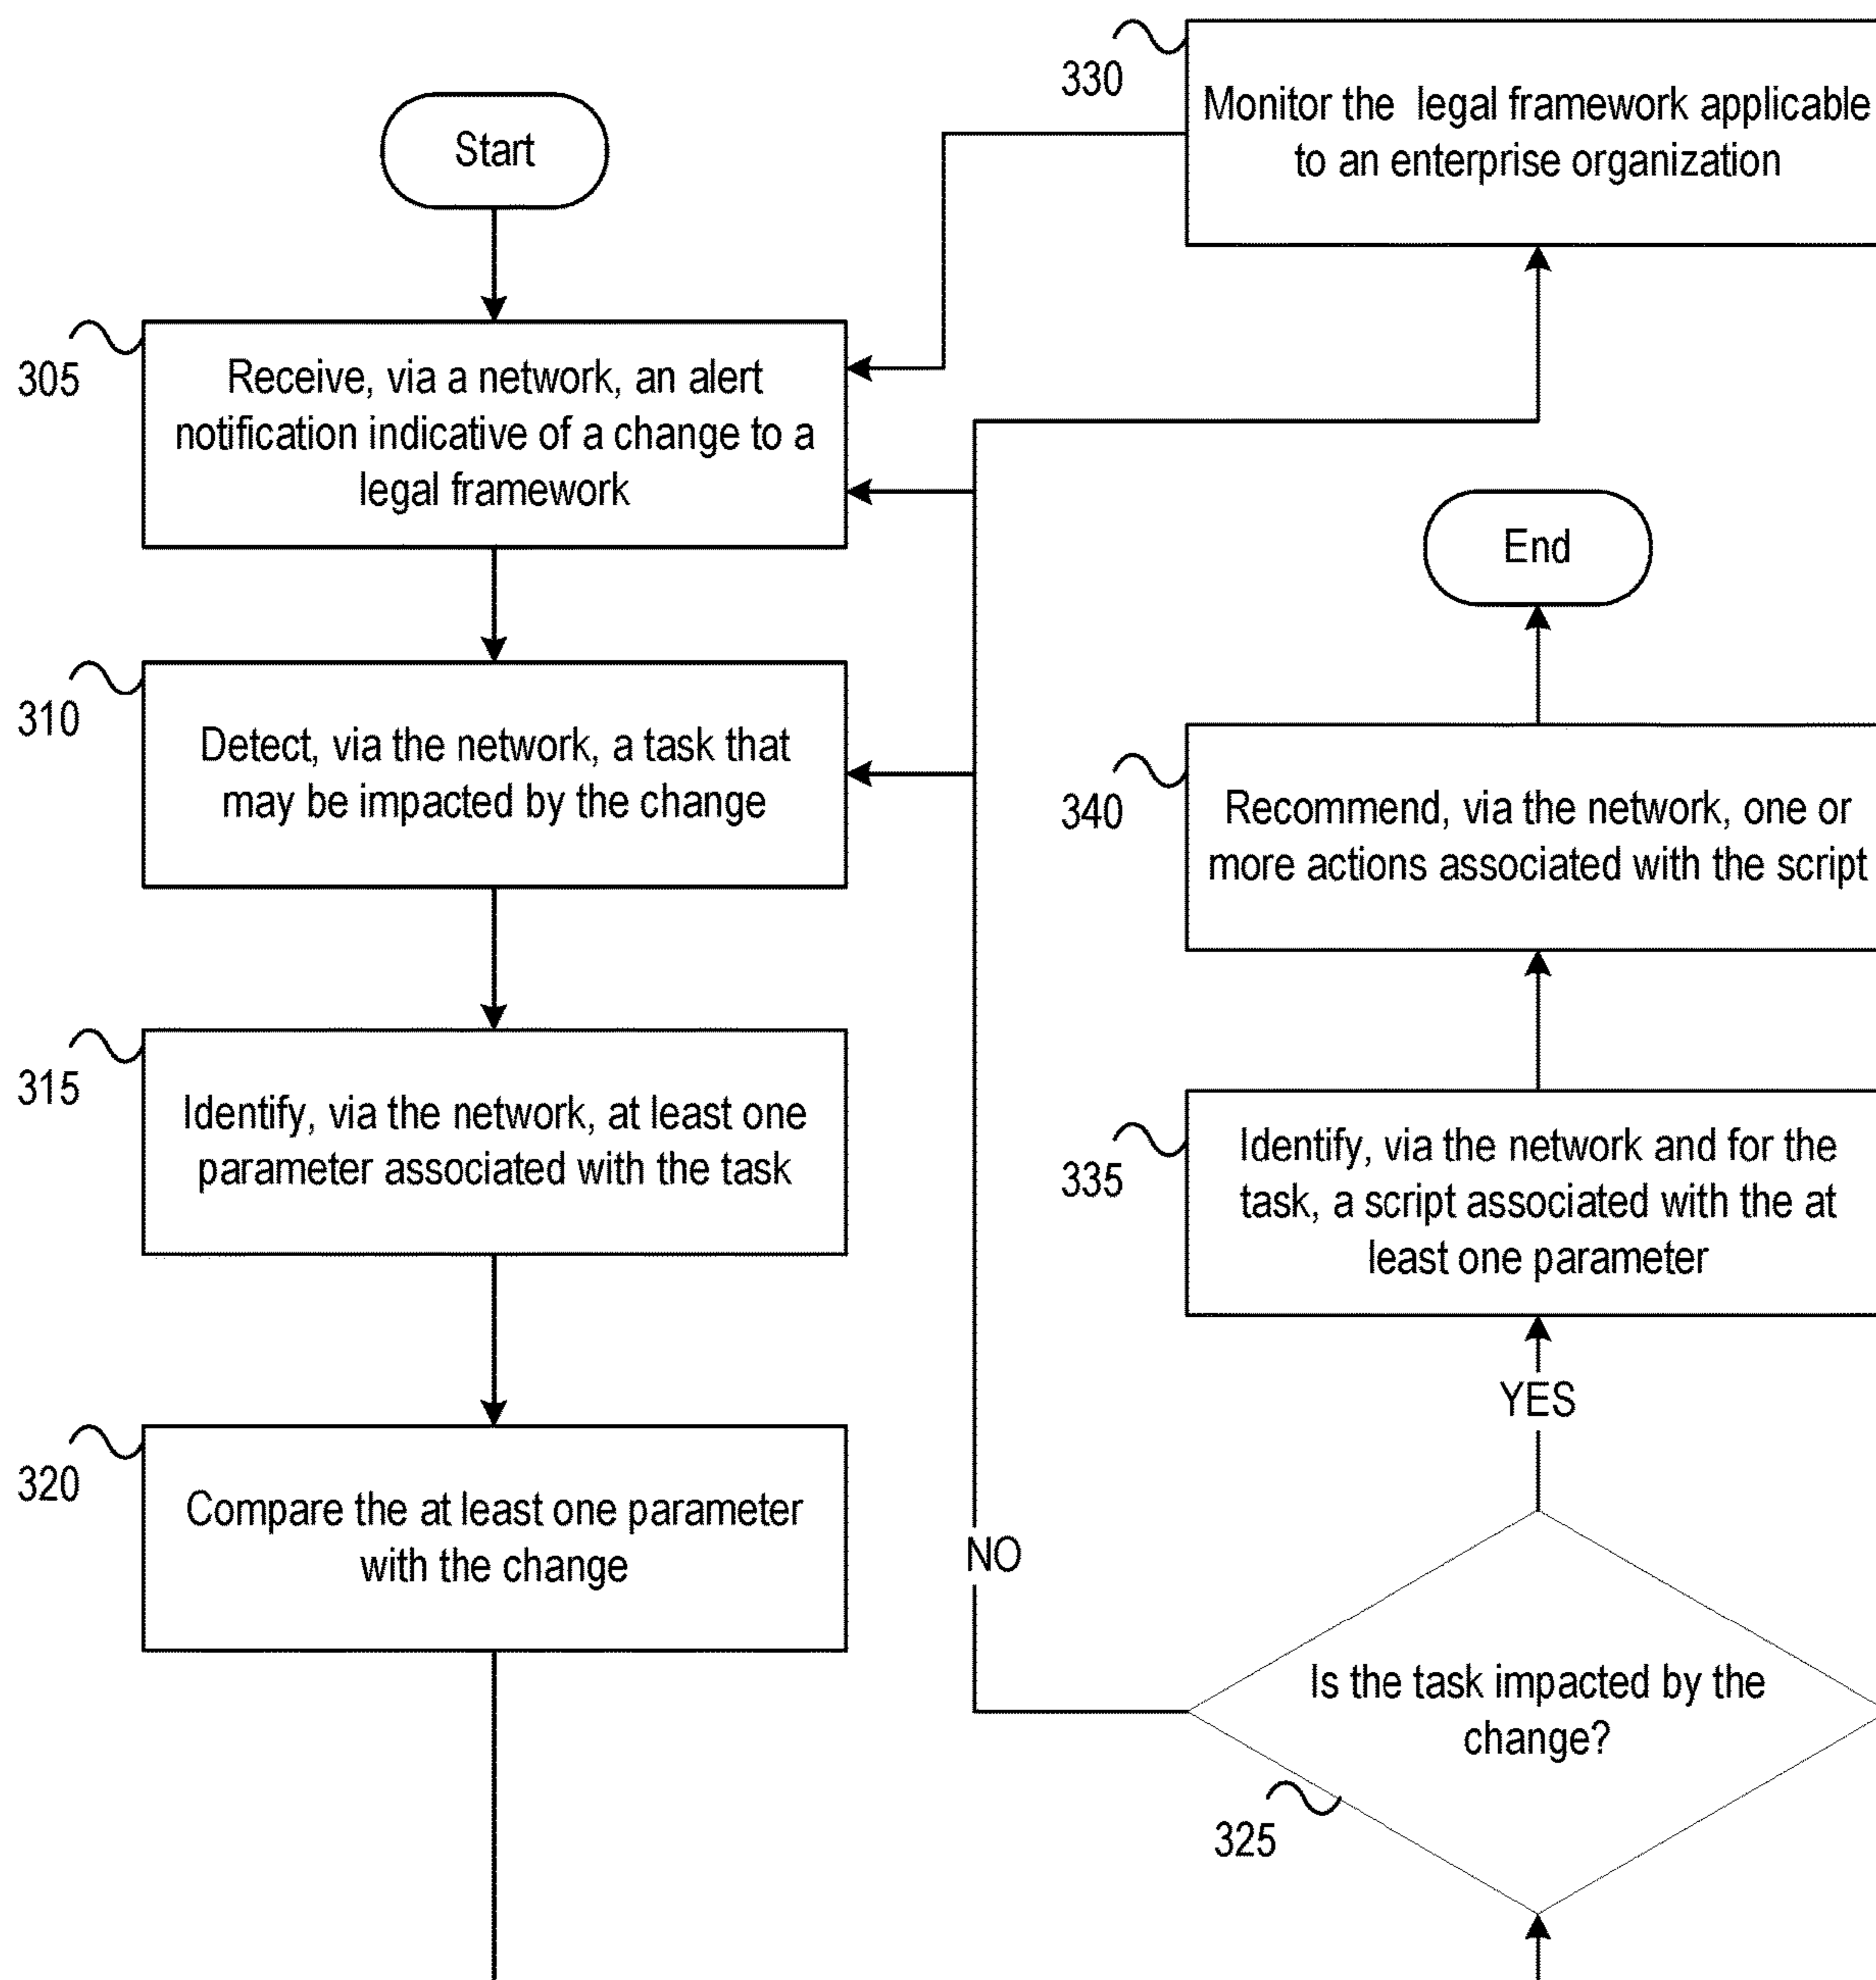 Start
305
Receive, via a network, an alert
notification indicative of a change to a
legal framework
310
Detect, via the network, a task that
may be impacted by the change
315
Identify, via the network, at least one
parameter associated with the task
320
Compare the at least one parameter
with the change
330
Monitor the legal framework applicable
to an enterprise organization
End
340
Recommend, via the network, one or
more actions associated with the script
335
Identify, via the network and for the
task, a script associated with the at
least one parameter
YES
NO
Is the task impacted by the
change?
325